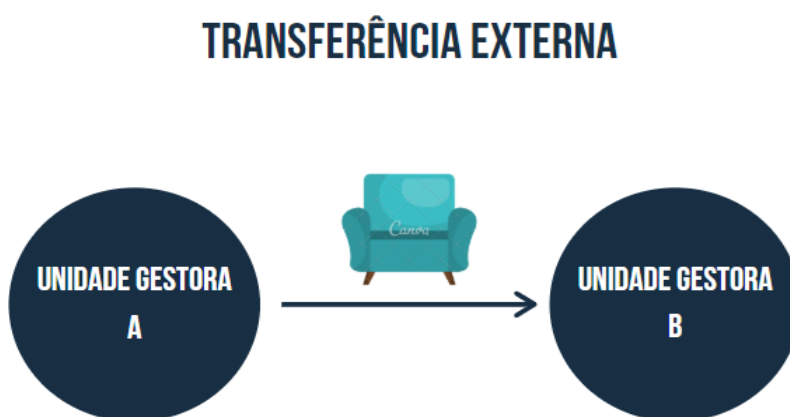 TRANSFERÊNCIA EXTERNA
Canva
UNIDADE GESTORA
A
UNIDADE GESTORA
B